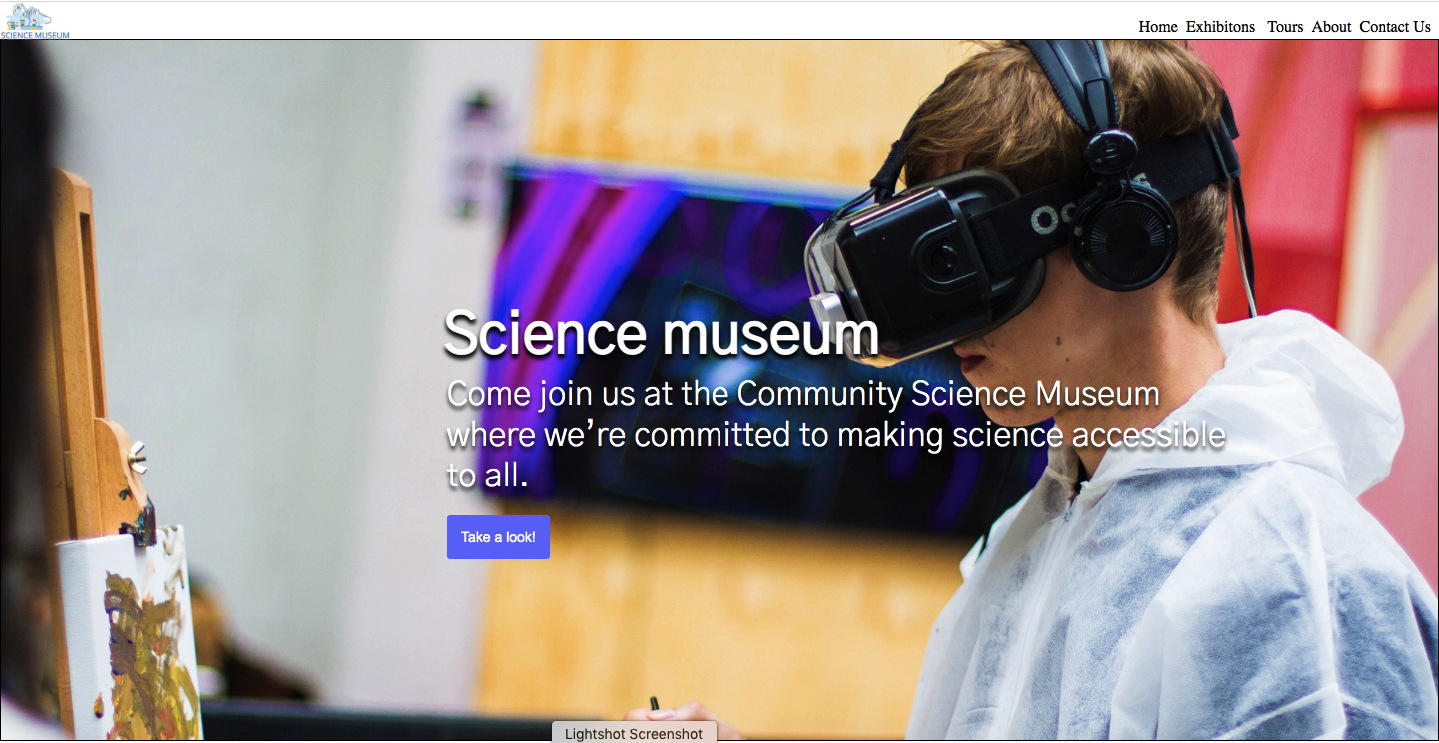 SCIENCE MUSEUM
Home Exhibitons Tours About Contact Us
Science museum
Come join us at the Community Science Museum
where we’re committed to making science accessible
to all.
Take a look!
Lightshot Screenshot